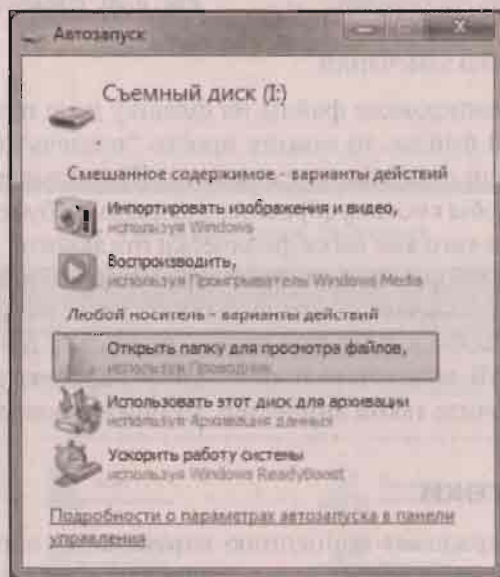 Автозапуск
Съемный диск (I:)
Смешанное содержимое - варианты действий
Импортировать изображения и видео,
используя Windows
Воспроизводить,
используя Проигрыватель Windows Media
Любой носитель - варианты действий
Открыть папку для просмотра файлов,
используя Проводник
Использовать этот диск для архивации
используя Архивация данных
Ускорить работу системы
используя Windows ReadyBoost
Подробности о параметрах автозапуска в панели
управления